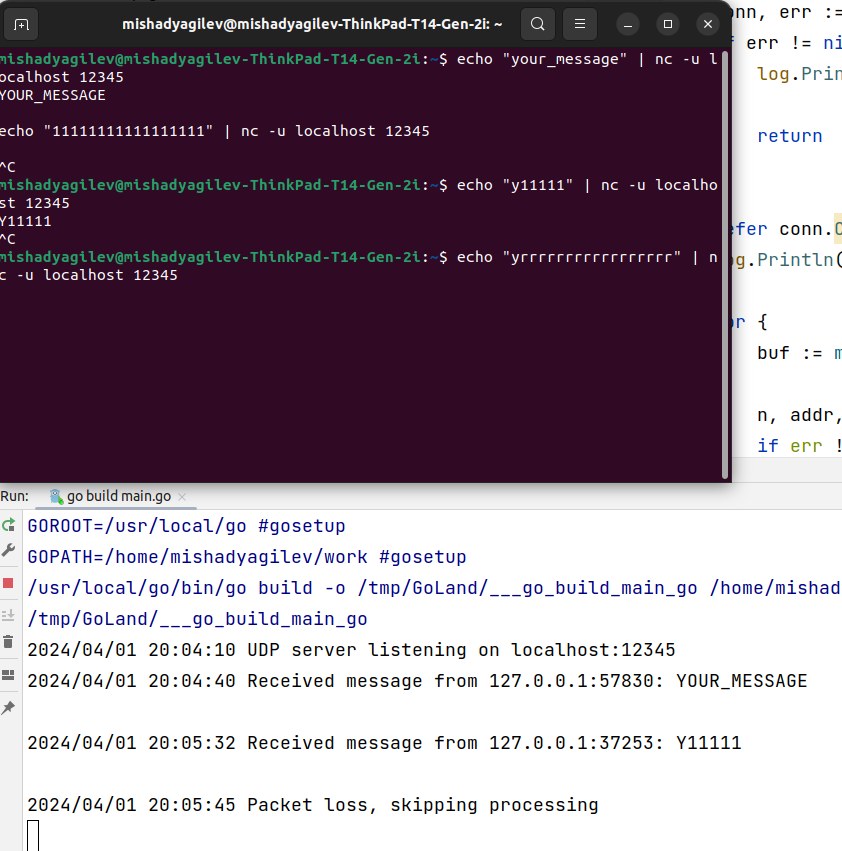 mishadyagilev@mishadyagilev-ThinkPad-T14-Gen-2i: ~
mishadyagilev@mishadyagilev-ThinkPad-T14-Gen-2i:~$ echo "your_message" | nc -u l
ocalhost 12345
YOUR_MESSAGE
echo "11111111111111111" | nc -u localhost 12345
^C
mishadyagilev@mishadyagilev-ThinkPad-T14-Gen-2i:~$ echo "y11111" | nc -u localho
st 12345
Y11111
^C
mishadyagilev@mishadyagilev-ThinkPad-T14-Gen-2i:~$ echo "yrrrrrrrrrrrrrrrrr" | n
c -u localhost 12345
onn, err :=
f err != ni
log.Prin
return
efer conn.C
og.Println(
or {
buf := m
n, addr,
if err !
Run: go build main.go
GOROOT=/usr/local/go #gosetup
GOPATH=/home/mishadyagilev/work #gosetup
/usr/local/go/bin/go build -o /tmp/GoLand/___go_build_main_go /home/mishad
/tmp/GoLand/___go_build_main_go
2024/04/01 20:04:10 UDP server listening on localhost:12345
2024/04/01 20:04:40 Received message from 127.0.0.1:57830: YOUR_MESSAGE
2024/04/01 20:05:32 Received message from 127.0.0.1:37253: Y11111
2024/04/01 20:05:45 Packet loss, skipping processing